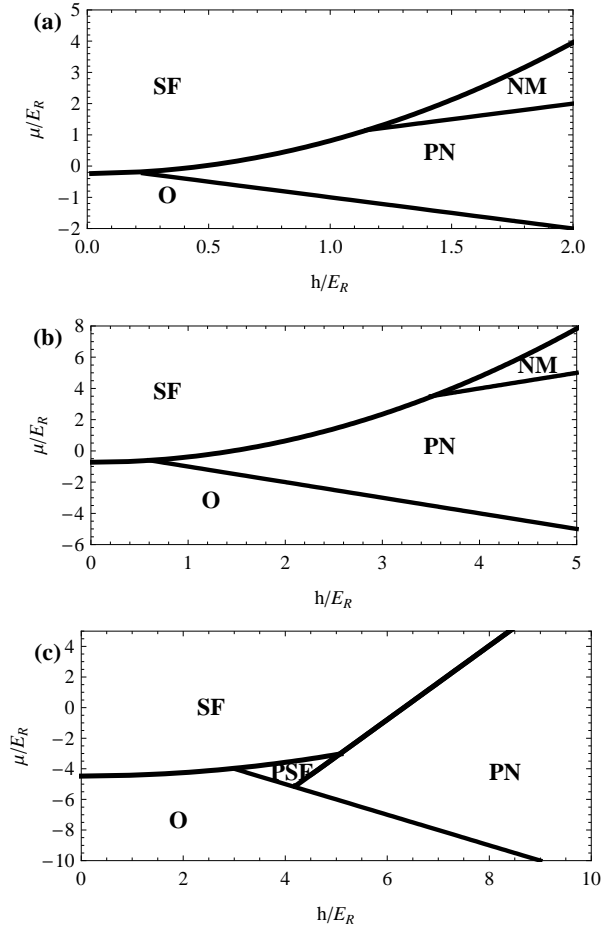 (a)
5
4
3
2
1
0
-1
-2
μ/E_R
SF
NM
PN
O
0.0 0.5 1.0 1.5 2.0
h/E_R
(b)
8
6
4
2
0
-2
-4
-6
μ/E_R
SF
NM
PN
O
0 1 2 3 4 5
h/E_R
(c)
4
2
0
-2
-4
-6
-8
-10
μ/E_R
SF
PSF
PN
O
0 2 4 6 8 10
h/E_R